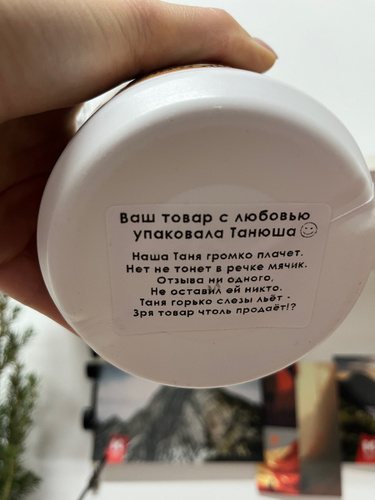 Ваш товар с любовью
упаковала Танюша
Наша Таня громко плачет.
Нет не тонет в речке мячик.
Отзыва ни одного,
Не оставил ей никто.
Таня горько слезы льёт -
Зря товар чтоль продаёт!?